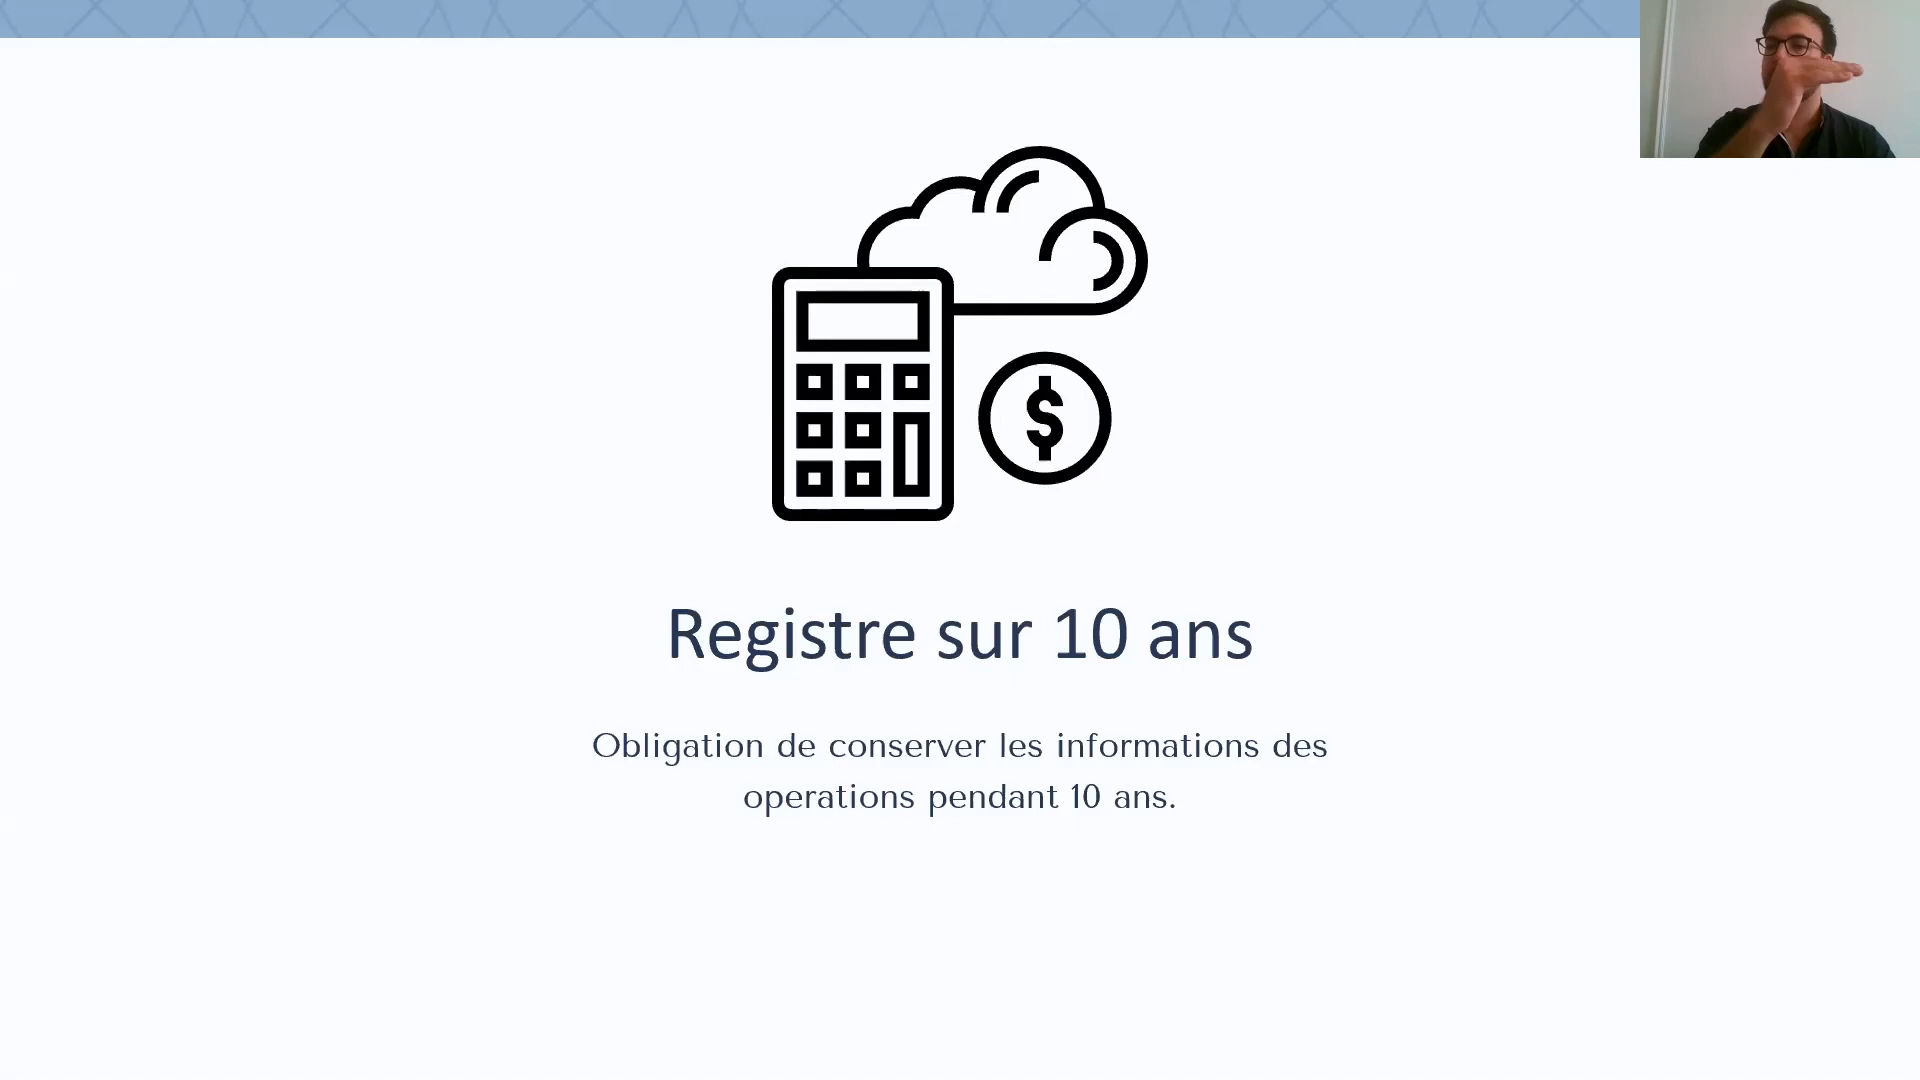 $
Registre sur 10 ans
Obligation de conserver les informations des
operations pendant 10 ans.